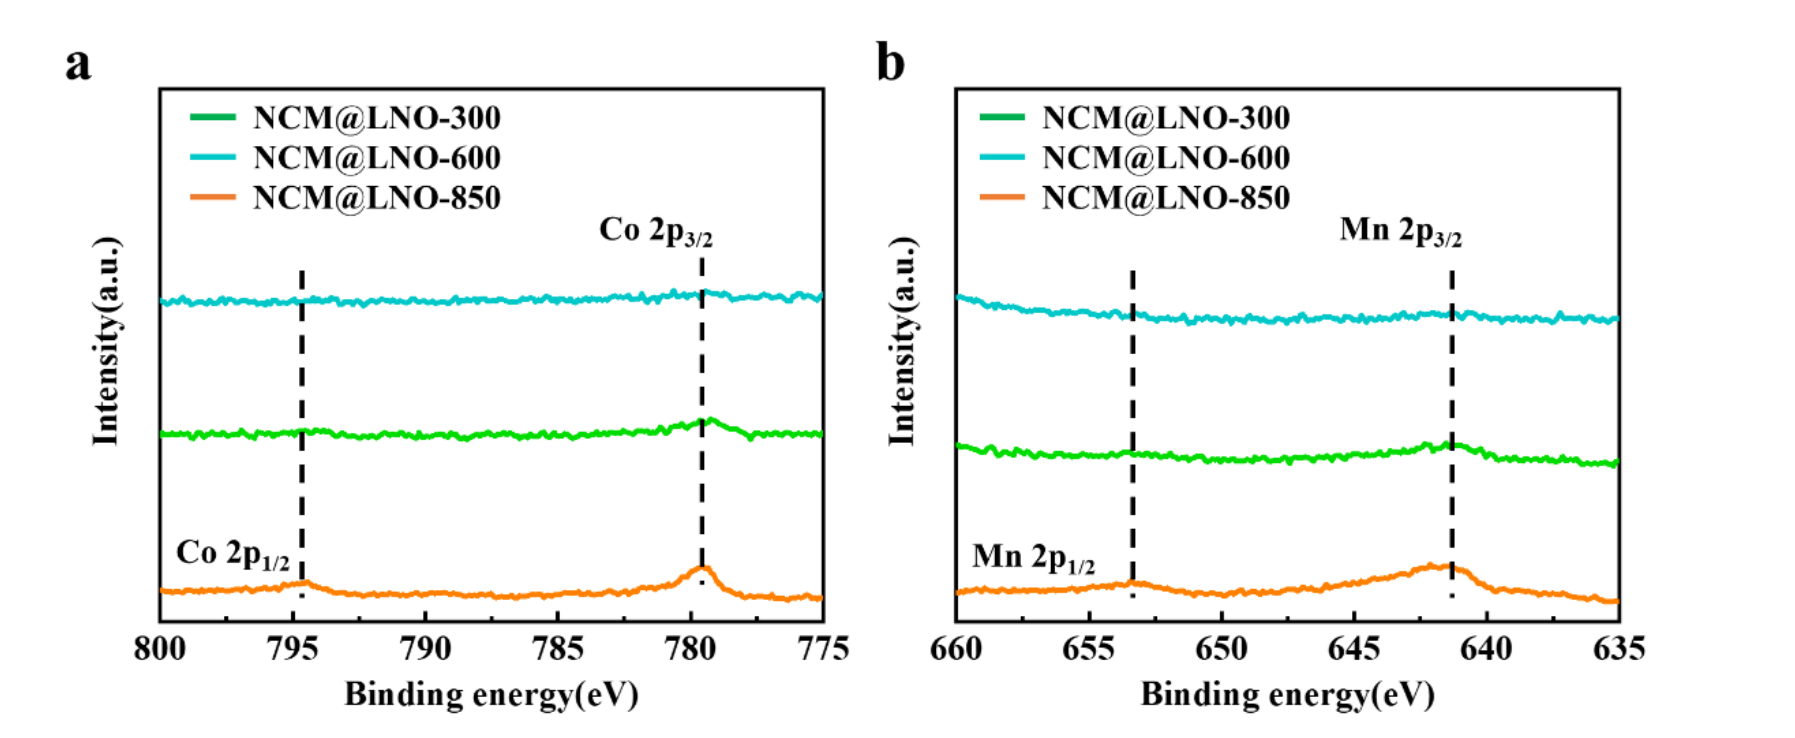 a
NCM@LNO-300
NCM@LNO-600
NCM@LNO-850
Co 2p3/2
Co 2p1/2
Intensity(a.u.)
800 795 790 785 780 775
Binding energy(eV)
b
NCM@LNO-300
NCM@LNO-600
NCM@LNO-850
Mn 2p3/2
Mn 2p1/2
Intensity(a.u.)
660 655 650 645 640 635
Binding energy(eV)